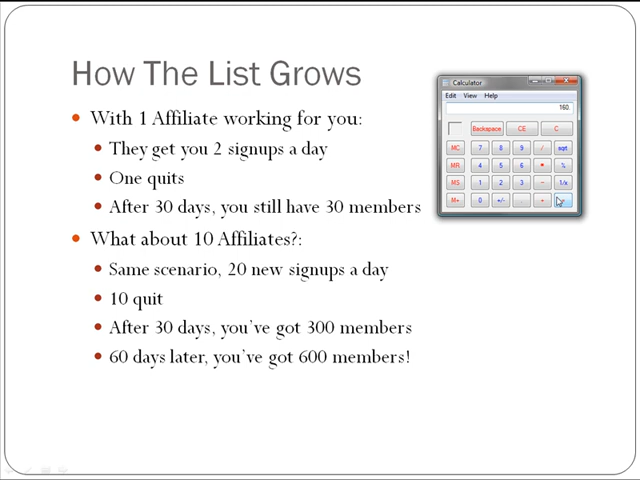 How The List Grows
With 1 Affiliate working for you:
They get you 2 signups a day
One quits
After 30 days, you still have 30 members
What about 10 Affiliates?:
Same scenario, 20 new signups a day
10 quit
After 30 days, you've got 300 members
60 days later, you've got 600 members!
Calculator
Edit View Help
160.
Backspace CE C
MC 7 8 9 / sqrt
MR 4 5 6 * %
MS 1 2 3 - 1/x
M+ 0 +/- . +